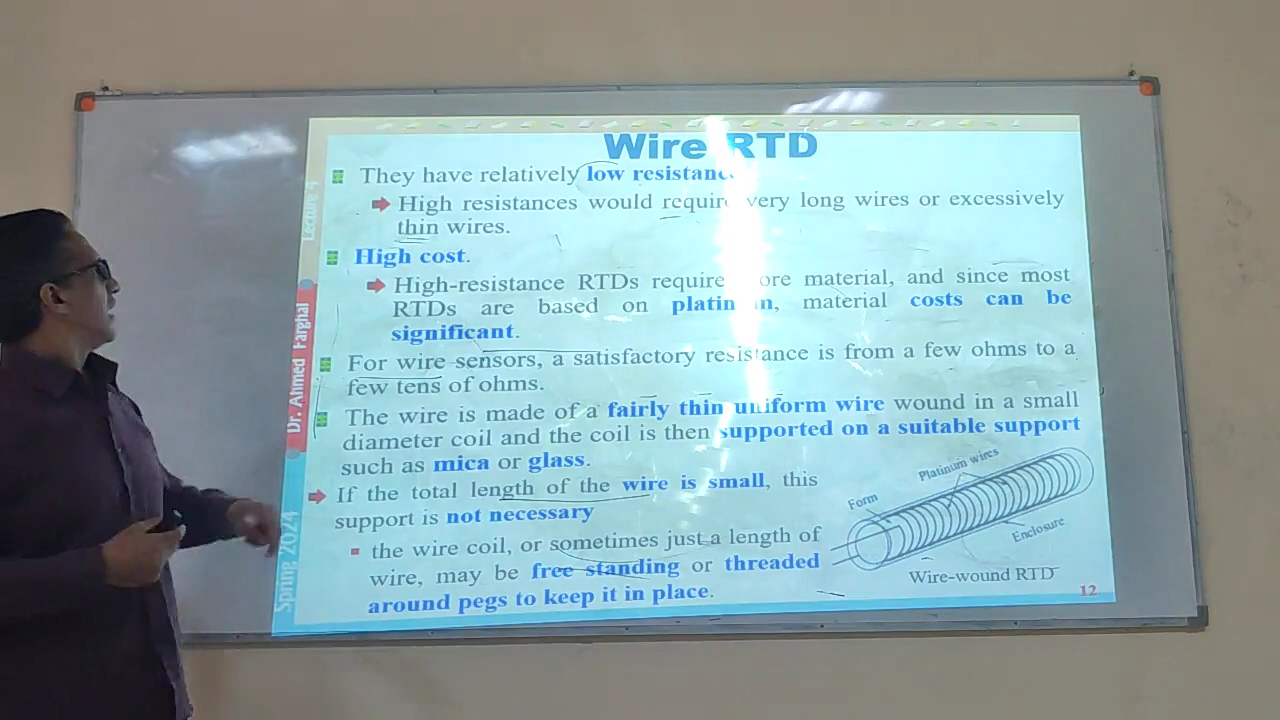 Wire RTD
They have relatively low resistanc
High resistances would requir very long wires or excessively
thin wires.
High cost.
High-resistance RTDs require ore material, and since most
RTDs are based on platin m, material costs can be
significant.
For wire sensors, a satisfactory resistance is from a few ohms to a
few tens of ohms.
The wire is made of a fairly thin uniform wire wound in a small
diameter coil and the coil is then supported on a suitable support
such as mica or glass.
If the total length of the wire is small, this
support is not necessary
the wire coil, or sometimes just a length of
wire, may be free standing or threaded
around pegs to keep it in place.
Platinum wires
Form
Enclosure
Wire-wound RTD
12
Lecture 4
Dr. Ahmed Farghal
Spring 2024